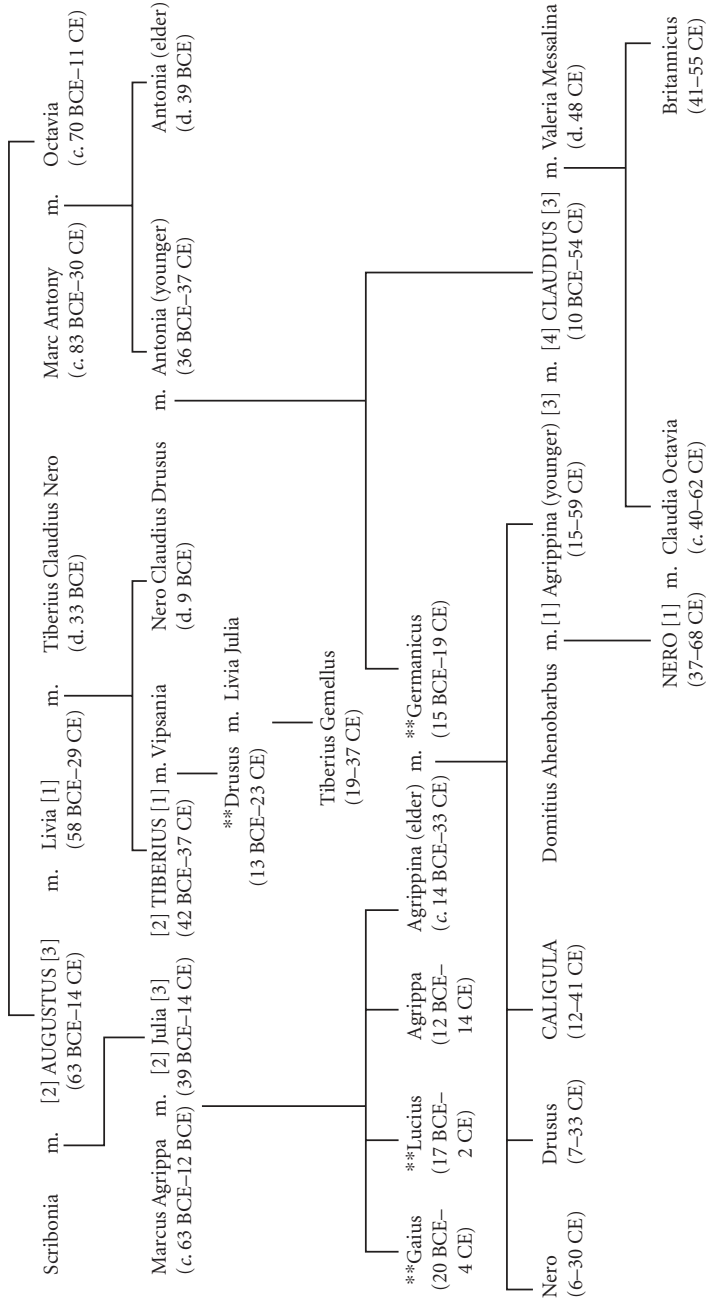 Scribonia m. [2] AUGUSTUS [3] m. Livia [1] m. Tiberius Claudius Nero Marc Antony m. Octavia
(63 BCE–14 CE) (58 BCE–29 CE) (d. 33 BCE) (c. 83 BCE–30 CE) (c. 70 BCE–11 CE)
Marcus Agrippa m. [2] Julia [3] [2] TIBERIUS [1] m. Vipsania Nero Claudius Drusus m. Antonia (younger) Antonia (elder)
(c. 63 BCE–12 BCE) (39 BCE–14 CE) (42 BCE–37 CE) (d. 9 BCE) (36 BCE–37 CE) (d. 39 BCE)
**Drusus m. Livia Julia
(13 BCE–23 CE)
Tiberius Gemellus
(19–37 CE)
**Gaius **Lucius Agrippa Agrippina (elder) m. **Germanicus
(20 BCE– (17 BCE– (12 BCE– (c. 14 BCE–33 CE) (15 BCE–19 CE)
4 CE) 2 CE) 14 CE)
Nero Drusus CALIGULA Domitius Ahenobarbus m. [1] Agrippina (younger) [3] m. [4] CLAUDIUS [3] m. Valeria Messalina
(6–30 CE) (7–33 CE) (12–41 CE) (15–59 CE) (10 BCE–54 CE) (d. 48 CE)
NERO [1] m. Claudia Octavia Britannicus
(37–68 CE) (c. 40–62 CE) (41–55 CE)